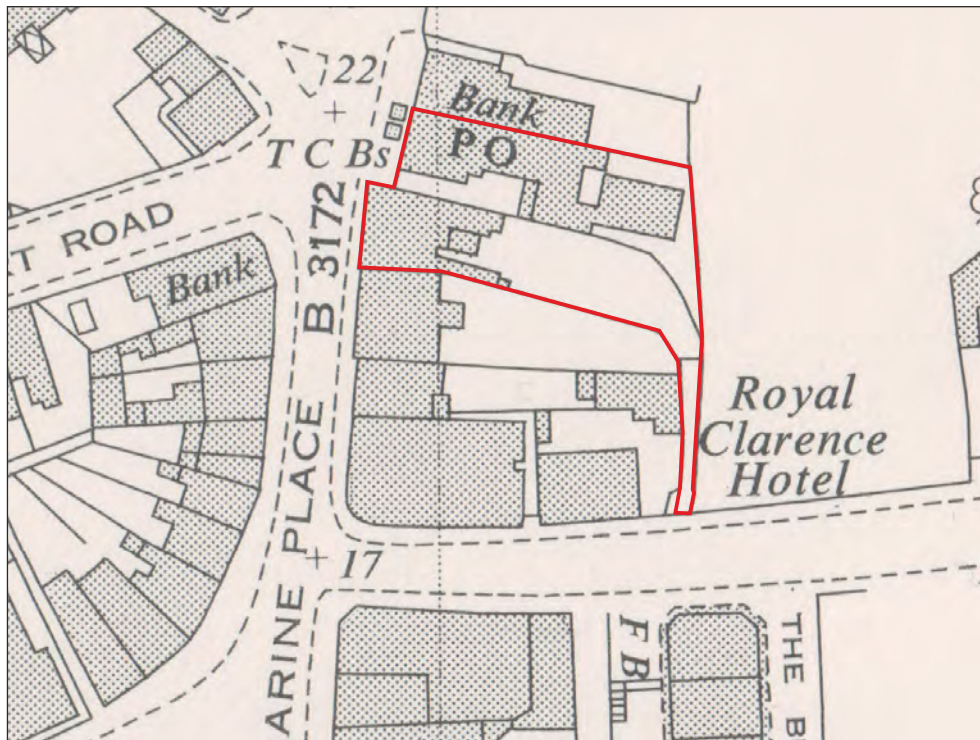 22
Bank
PO
T C Bs
B 3172
T ROAD
Bank
Royal
Clarence
Hotel
ARINE PLACE
17
F B
THE B